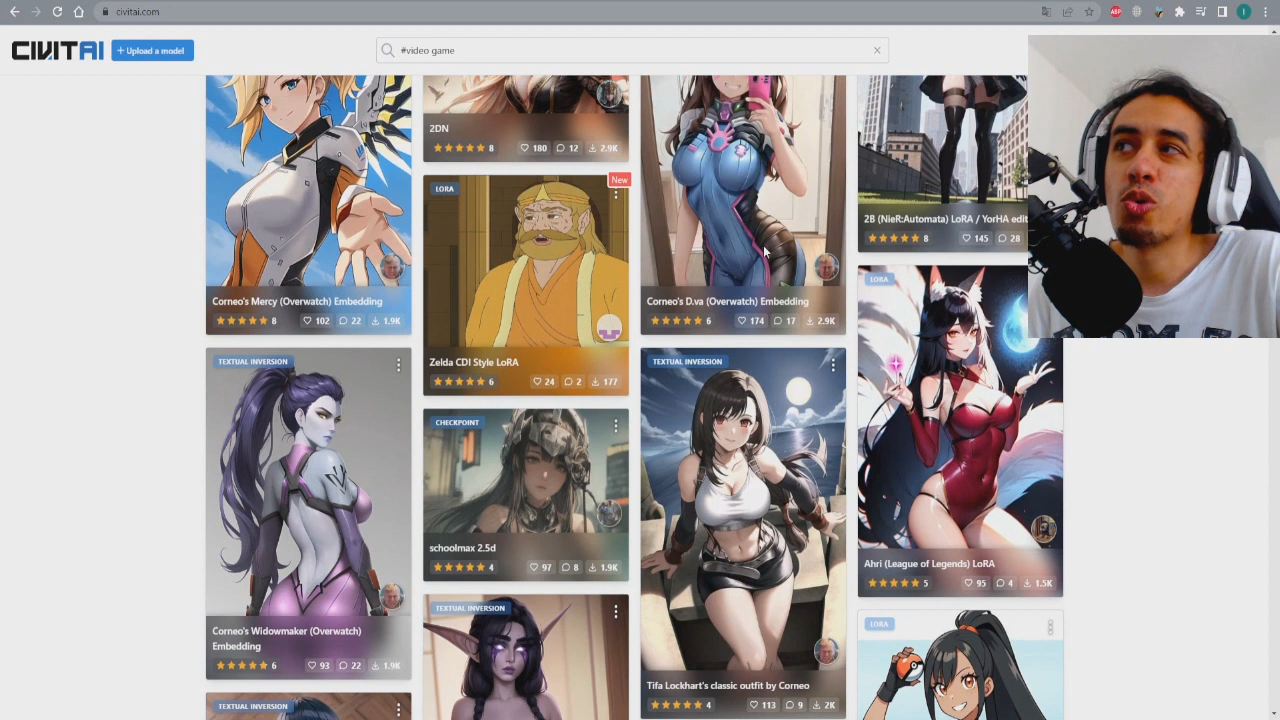 civitai.com
CIVITAI
+ Upload a model
#video game
Corneo's Mercy (Overwatch) Embedding
8
102
22
1.9K
TEXTUAL INVERSION
Corneo's Widowmaker (Overwatch)
Embedding
6
93
22
1.9K
TEXTUAL INVERSION
2DN
8
180
12
2.9K
New
LORA
Zelda CDI Style LoRA
6
24
2
177
CHECKPOINT
schoolmax 2.5d
4
97
8
1.9K
TEXTUAL INVERSION
Corneo's D.va (Overwatch) Embedding
6
174
17
2.9K
TEXTUAL INVERSION
Tifa Lockhart's classic outfit by Corneo
4
113
9
2K
2B (NieR:Automata) LoRA / YorHA edit
8
145
28
LORA
Ahri (League of Legends) LoRA
5
95
4
1.5K
LORA
ABP